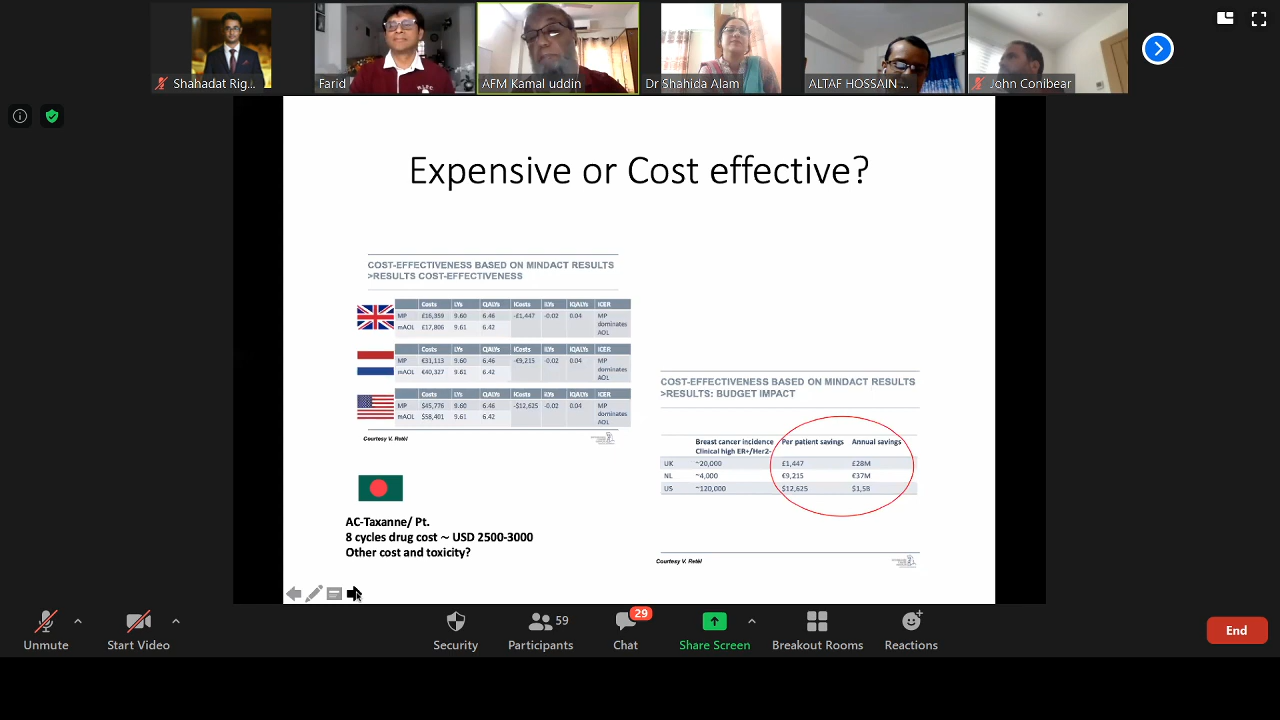 Shahadat Rig...
Farid
AFM Kamal uddin
Dr Shahida Alam
ALTAF HOSSAIN ...
John Conibear
Expensive or Cost effective?
COST-EFFECTIVENESS BASED ON MINDACT RESULTS
>RESULTS COST-EFFECTIVENESS
Costs LYs QALYs ICosts ILYs IQALYs ICER
MP £16,359 9.60 6.46 -£1,447 -0.02 0.04 MP dominates AOL
mAOL £17,806 9.61 6.42
Costs LYs QALYs ICosts ILYs IQALYs ICER
MP €31,113 9.60 6.46 -€9,215 -0.02 0.04 MP dominates AOL
mAOL €40,327 9.61 6.42
Costs LYs QALYs ICosts ILYs IQALYs ICER
MP $45,776 9.60 6.46 -$12,625 -0.02 0.04 MP dominates AOL
mAOL $58,401 9.61 6.42
Courtesy V. Retèl
AC-Taxanne/ Pt.
8 cycles drug cost ~ USD 2500-3000
Other cost and toxicity?
COST-EFFECTIVENESS BASED ON MINDACT RESULTS
>RESULTS: BUDGET IMPACT
Breast cancer incidence Per patient savings Annual savings
Clinical high ER+/Her2-
UK ~20,000 £1,447 £28M
NL ~4,000 €9,215 €37M
US ~120,000 $12,625 $1,5B
Courtesy V. Retèl
Unmute
Start Video
Security
59
Participants
29
Chat
Share Screen
Breakout Rooms
Reactions
End